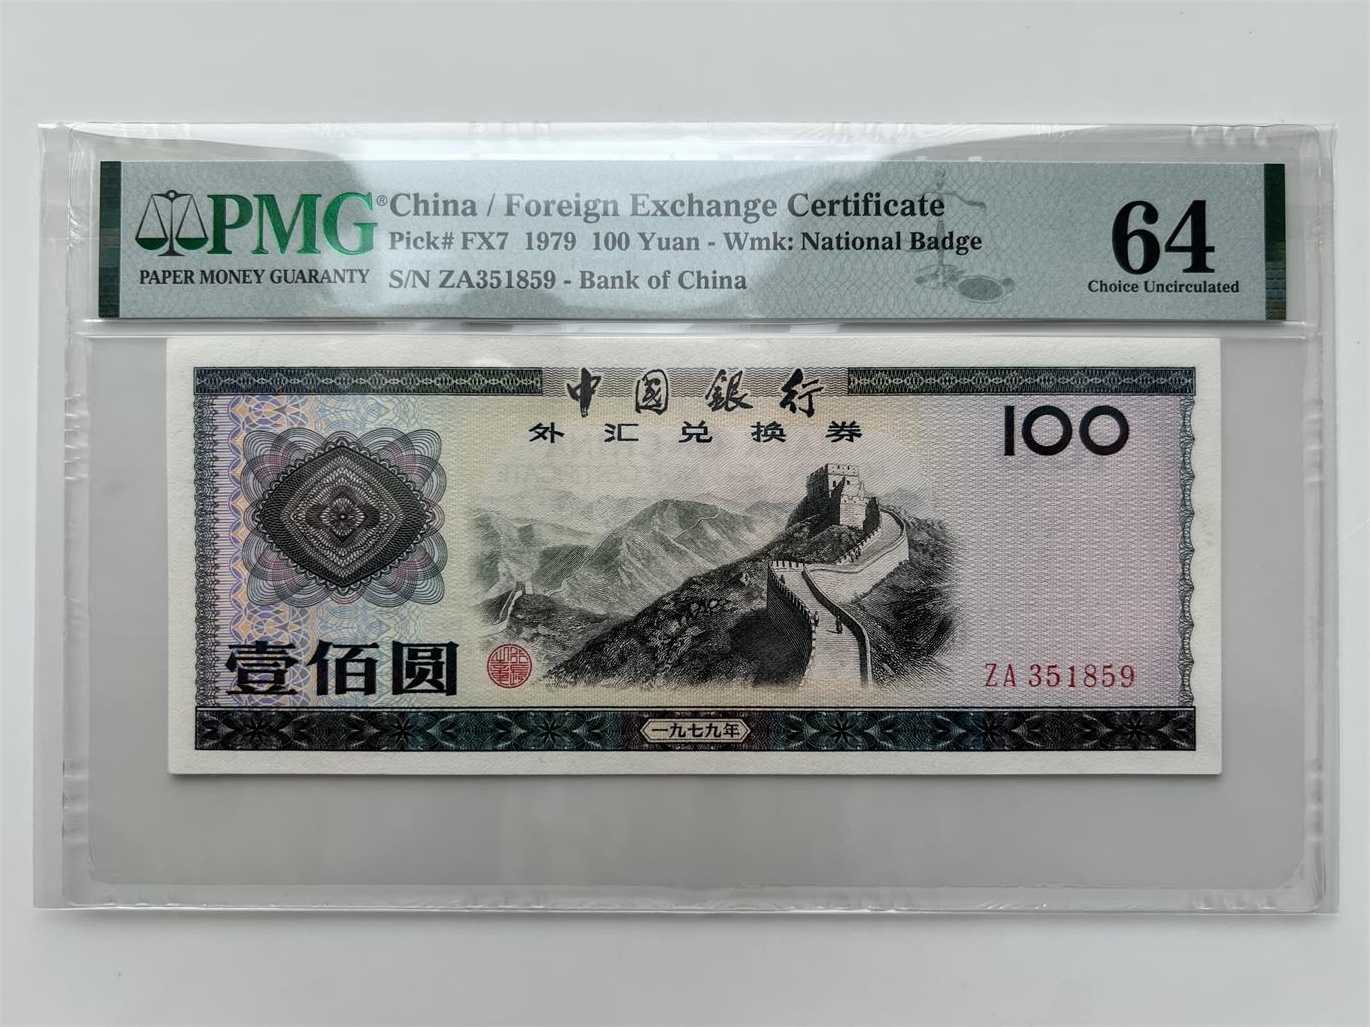 PMG® China / Foreign Exchange Certificate
Pick# FX7 1979 100 Yuan - Wmk: National Badge
PAPER MONEY GUARANTY S/N ZA351859 - Bank of China
64
Choice Uncirculated
中國銀行
外汇兑换券
100
壹佰圆
ZA 351859
一九七九年